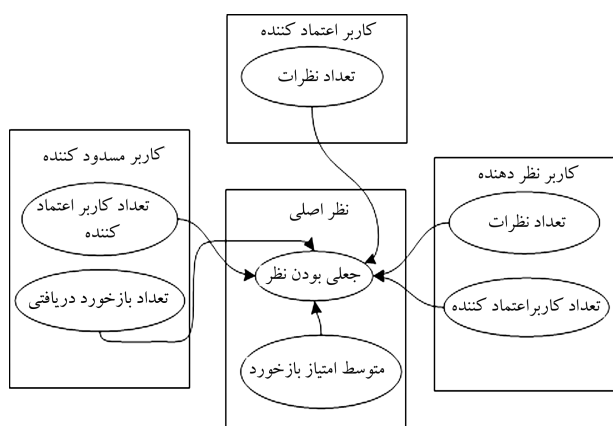 کاربر اعتماد کننده
تعداد نظرات
کاربر نظر دهنده
تعداد نظرات
تعداد کاربراعتماد کننده
نظر اصلی
جعلی بودن نظر
متوسط امتیاز بازخورد
کاربر مسدود کننده
تعداد کاربر اعتماد
کننده
تعداد بازخورد دریافتی